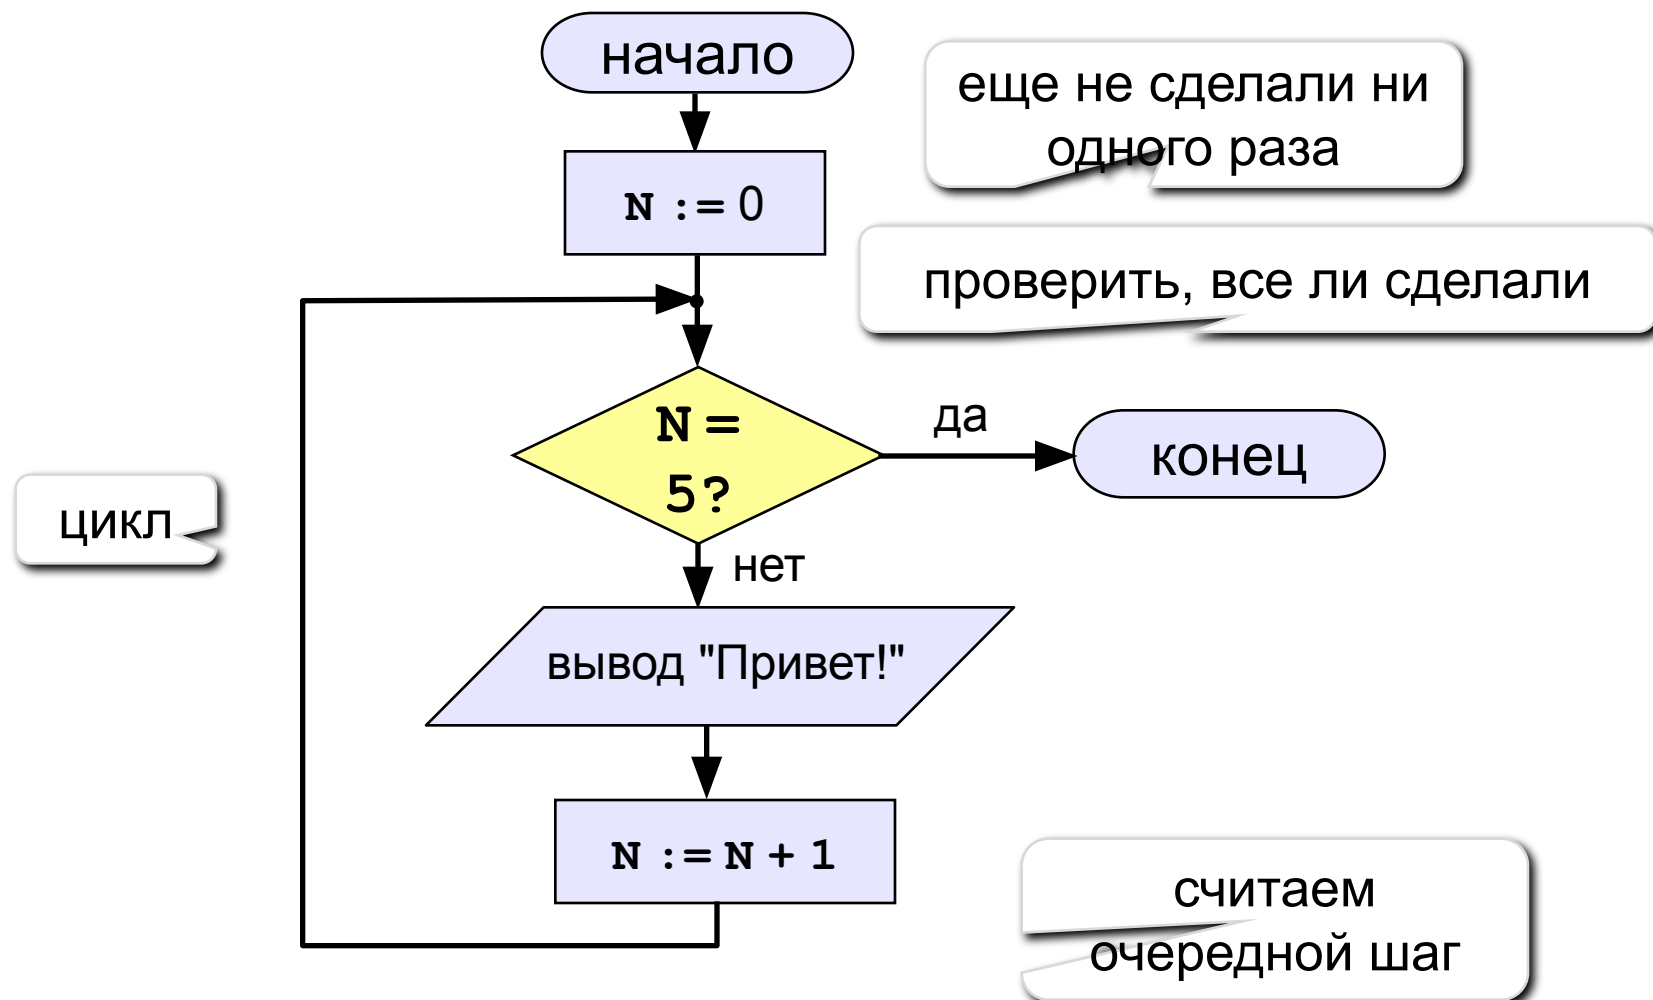 начало
еще не сделали ни
одного раза
N := 0
проверить, все ли сделали
N =
5?
да
конец
цикл
нет
вывод "Привет!"
N := N + 1
считаем
очередной шаг